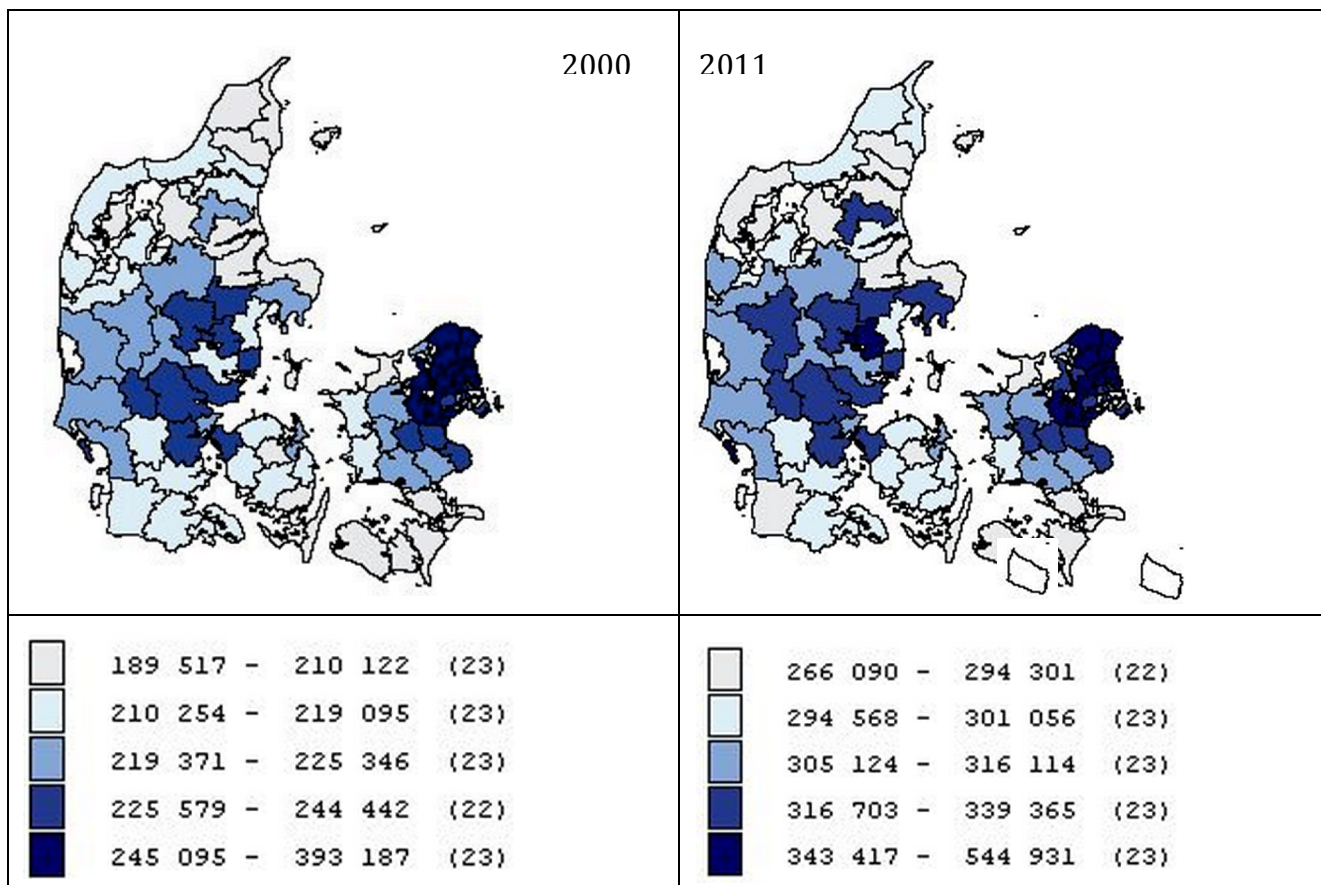 2000
2011
189 517 - 210 122 (23)
210 254 - 219 095 (23)
219 371 - 225 346 (23)
225 579 - 244 442 (22)
245 095 - 393 187 (23)
266 090 - 294 301 (22)
294 568 - 301 056 (23)
305 124 - 316 114 (23)
316 703 - 339 365 (23)
343 417 - 544 931 (23)